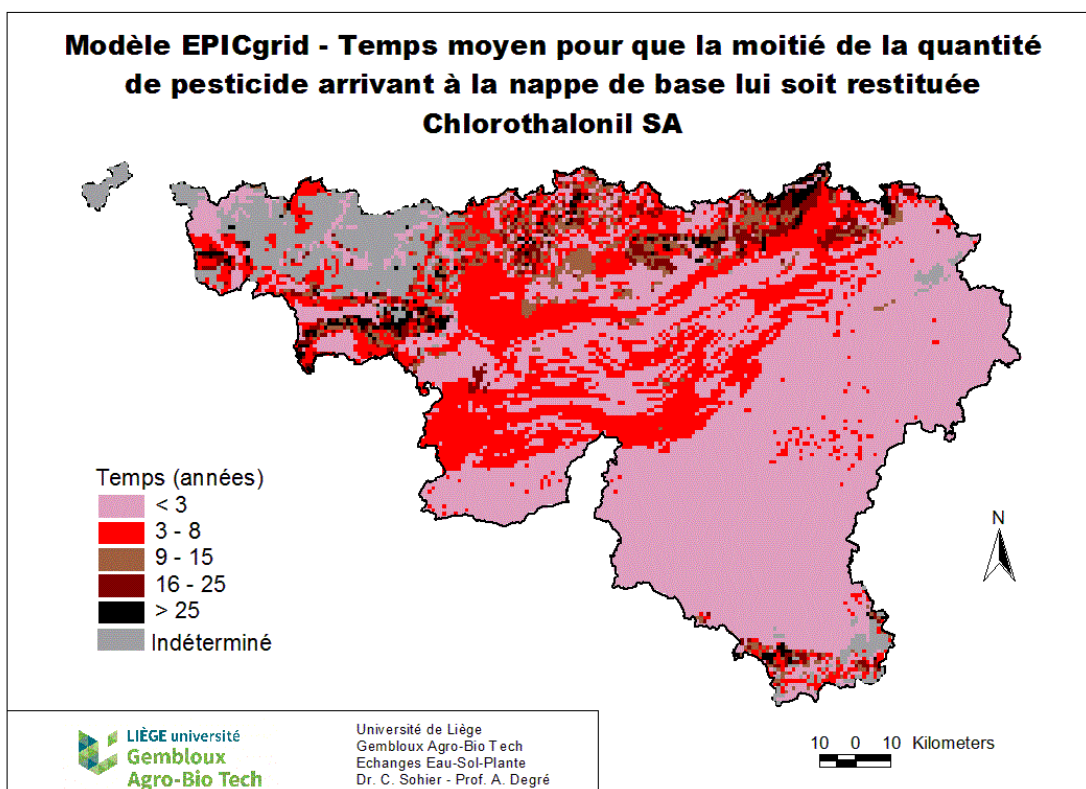 Modèle EPICgrid - Temps moyen pour que la moitié de la quantité
de pesticide arrivant à la nappe de base lui soit restituée
Chlorothalonil SA
Temps (années)
< 3
3 - 8
9 - 15
16 - 25
> 25
Indéterminé
N
10 0 10 Kilometers
LIÈGE université
Gembloux
Agro-Bio Tech
Université de Liège
Gembloux Agro-Bio Tech
Echanges Eau-Sol-Plante
Dr. C. Sohier - Prof. A. Degré